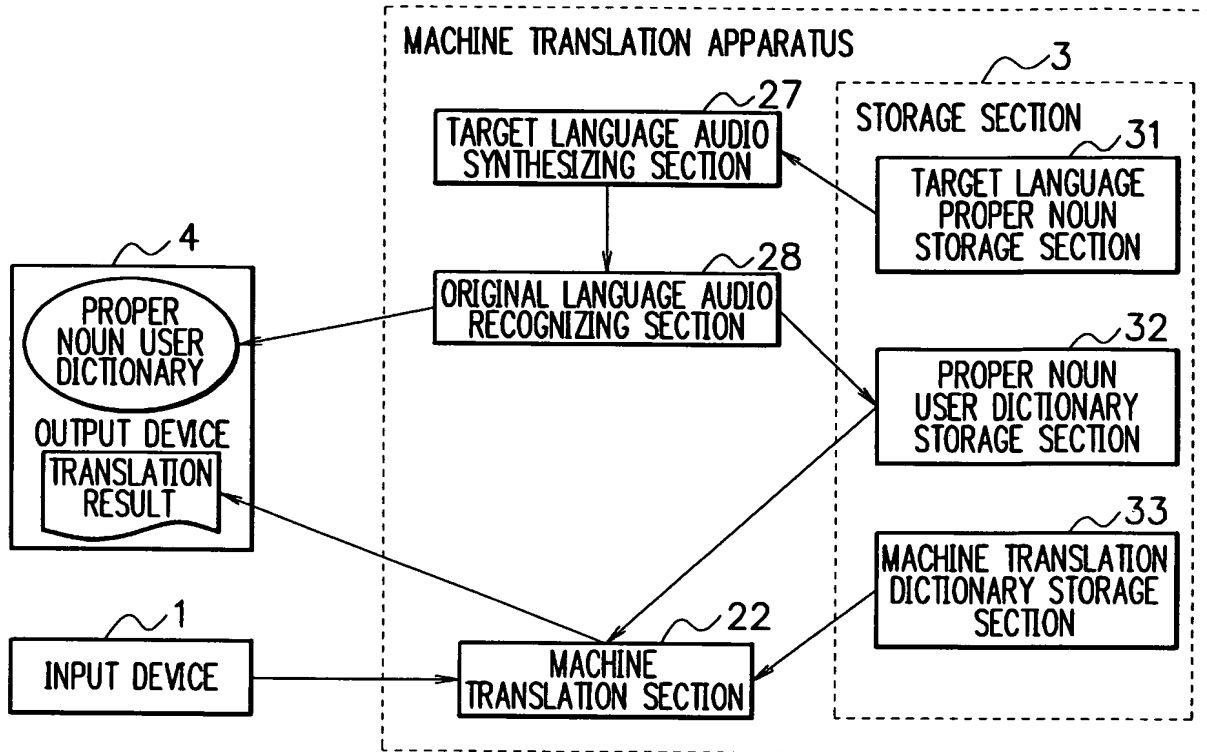 MACHINE TRANSLATION APPARATUS
3
27
TARGET LANGUAGE AUDIO
SYNTHESIZING SECTION
STORAGE SECTION
31
TARGET LANGUAGE
PROPER NOUN
STORAGE SECTION
4
PROPER
NOUN USER
DICTIONARY
OUTPUT DEVICE
TRANSLATION
RESULT
28
ORIGINAL LANGUAGE AUDIO
RECOGNIZING SECTION
32
PROPER NOUN
USER DICTIONARY
STORAGE SECTION
33
MACHINE TRANSLATION
DICTIONARY STORAGE
SECTION
1
INPUT DEVICE
22
MACHINE
TRANSLATION SECTION